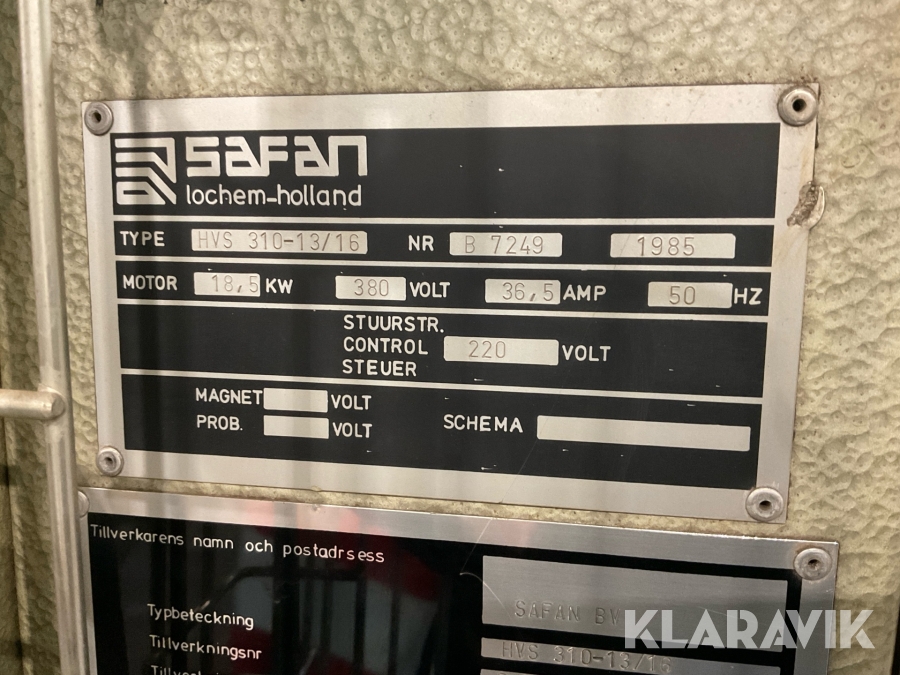 SAFAN
lochem-holland
TYPE HVS 310-13/16 NR B 7249 1985
MOTOR 18,5 KW 380 VOLT 36,5 AMP 50 HZ
STUURSTR.
CONTROL 220 VOLT
STEUER
MAGNET VOLT
PROB. VOLT SCHEMA
Tillverkarens namn och postadrsess
SAFAN BV
Typbeteckning
HVS 310-13/16
Tillverkningsnr
KLARAVIK